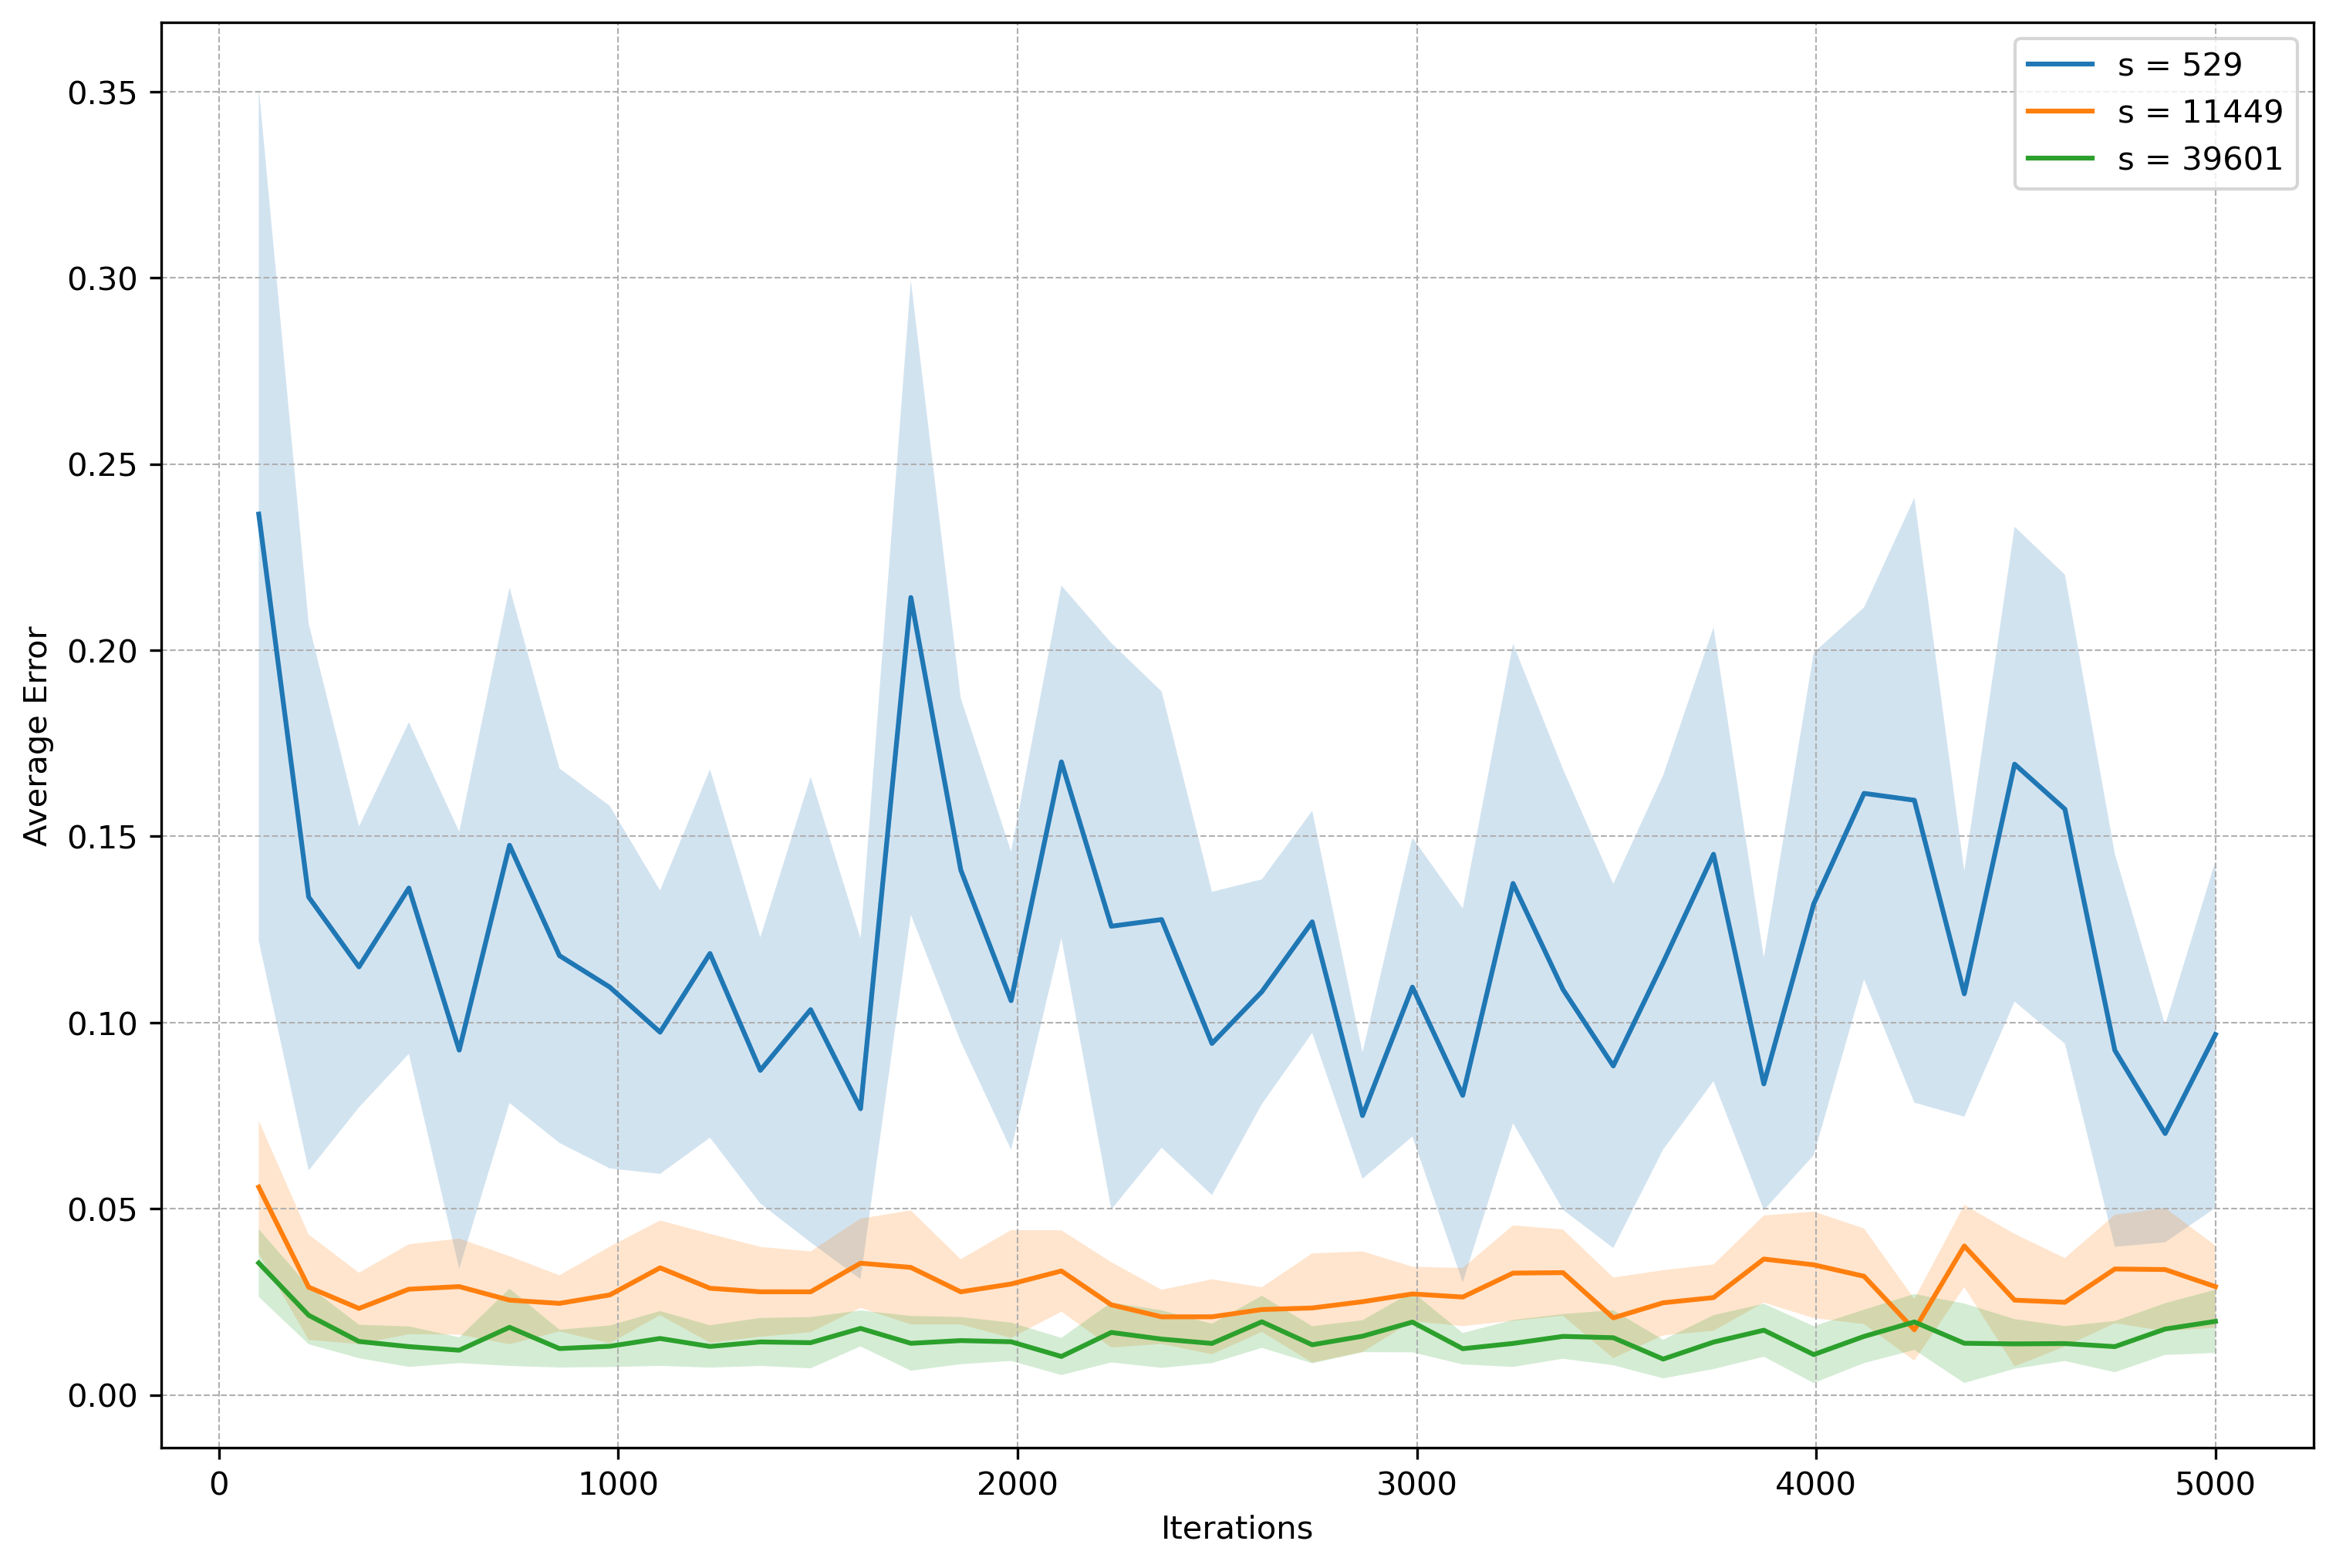 s = 529
s = 11449
s = 39601
0.35
0.30
0.25
0.20
0.15
0.10
0.05
0.00
Average Error
0 1000 2000 3000 4000 5000
Iterations